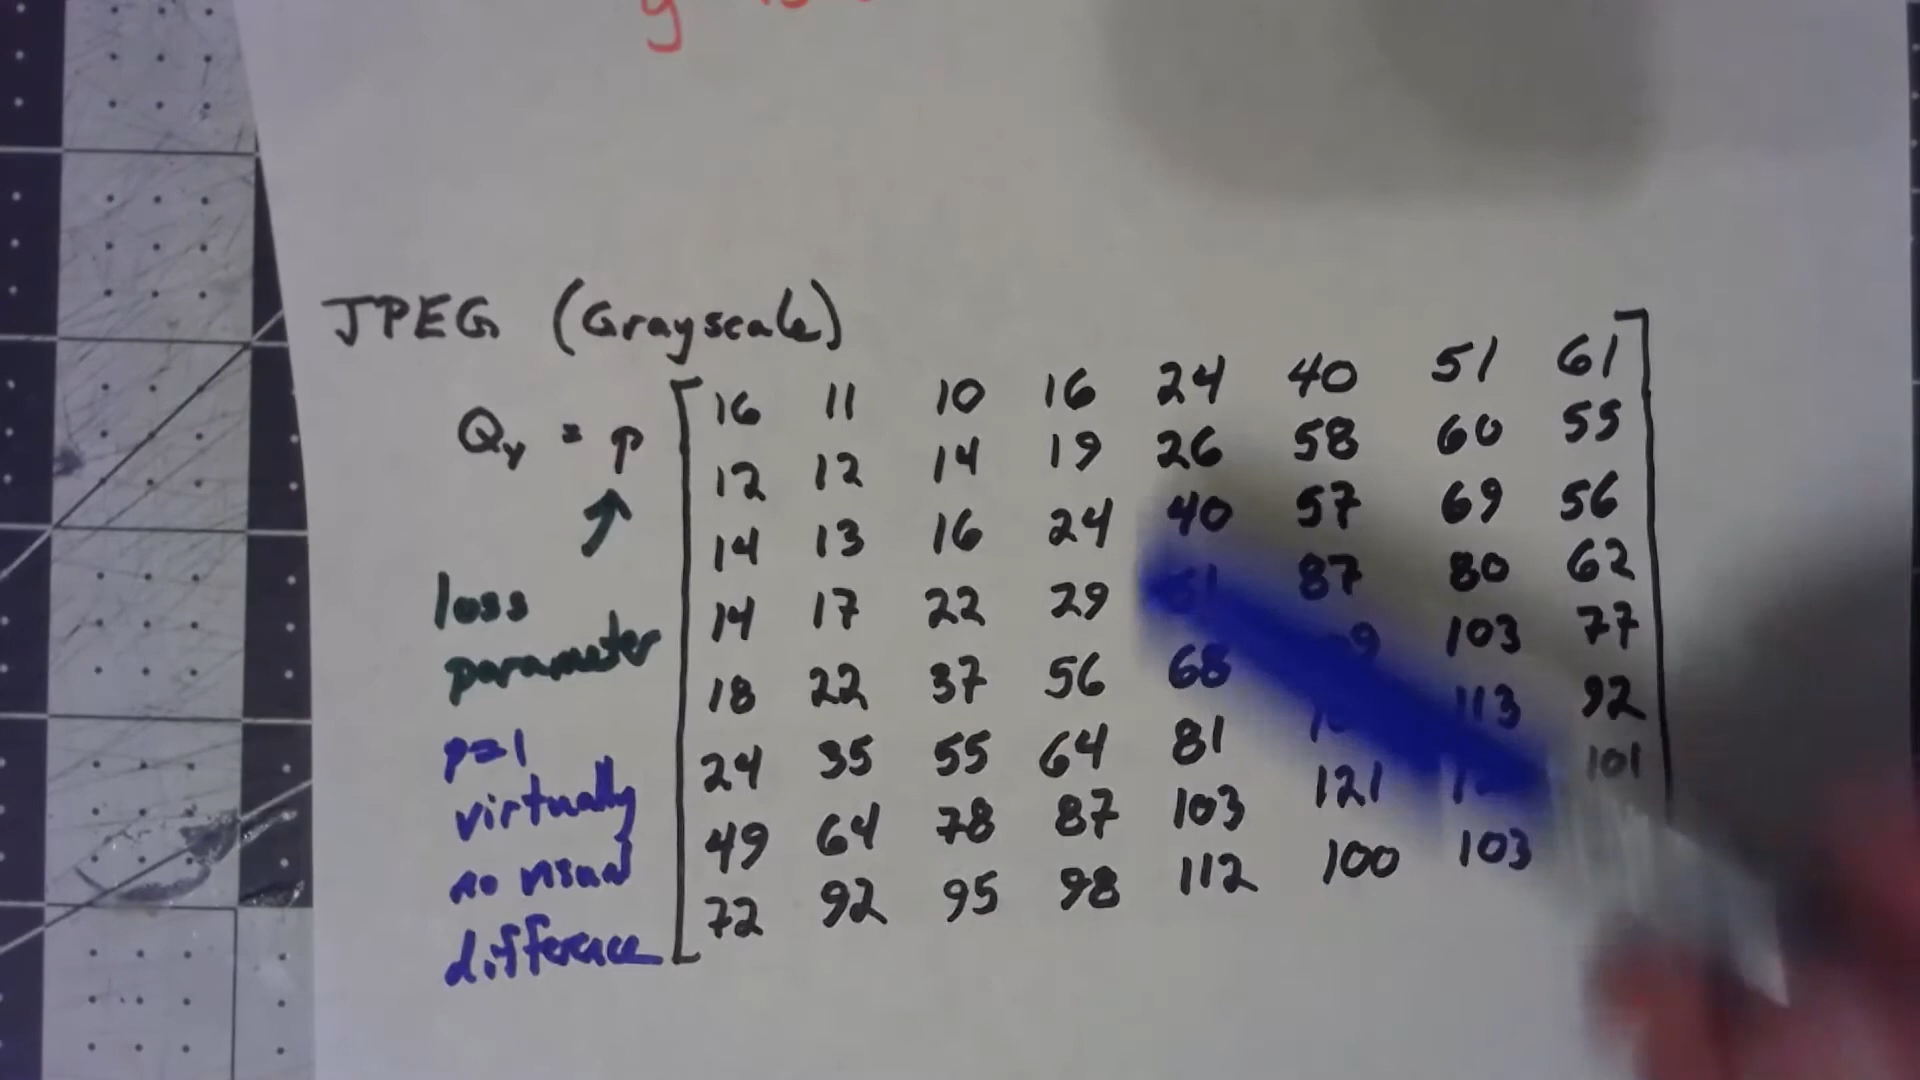 JPEG (Grayscale)
Qy = p
16 11 10 16 24 40 51 61
12 12 14 19 26 58 60 55
14 13 16 24 40 57 69 56
14 17 22 29 87 80 62
18 22 37 56 68 103 77
24 35 55 64 81 113 92
49 64 78 87 103 121 101
72 92 95 98 112 100 103
loss
parameter
p=1
virtually
no visual
difference